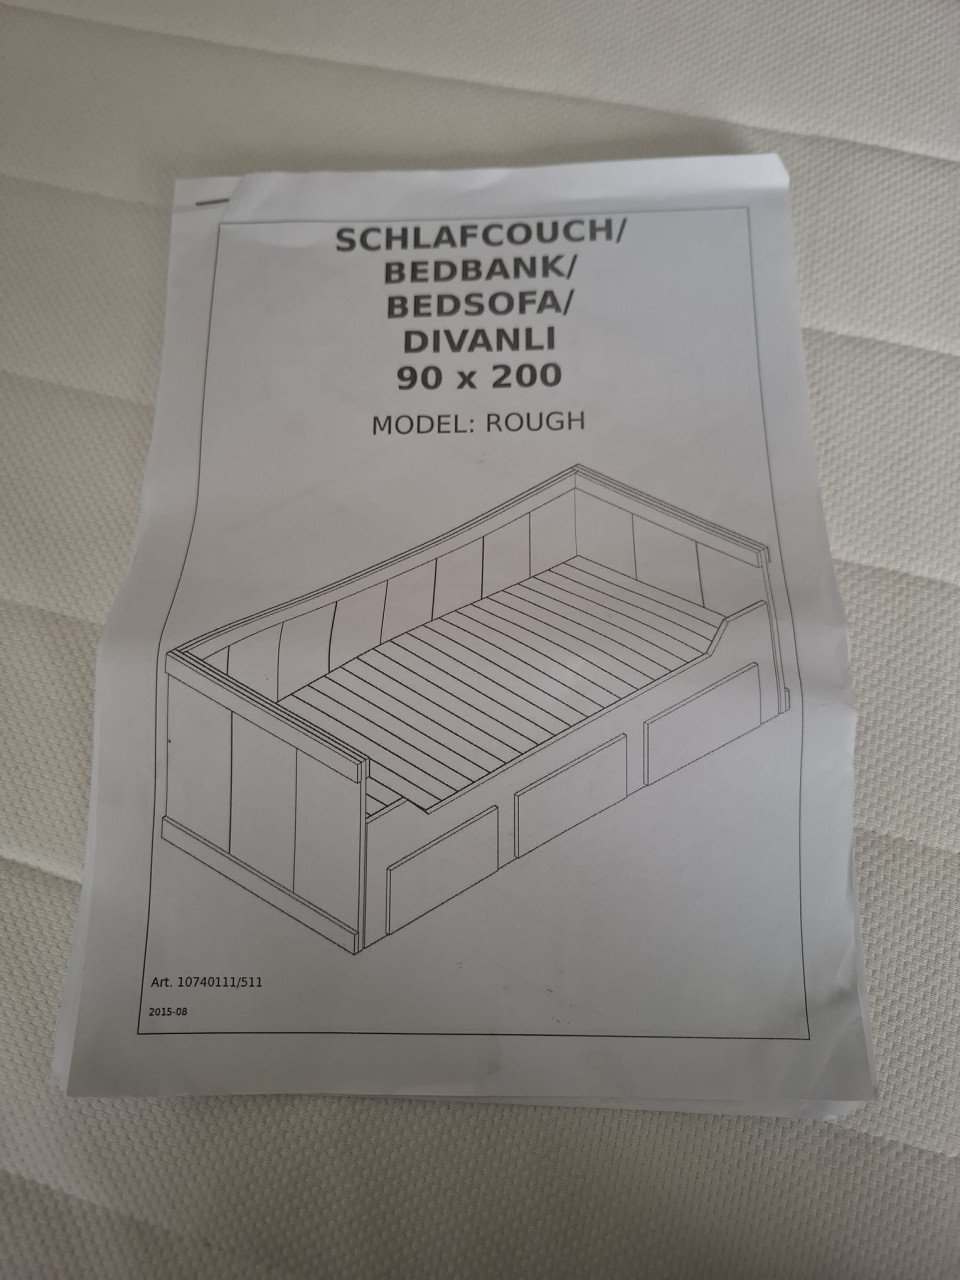 SCHLAFCOUCH/
BEDBANK/
BEDSOFA/
DIVANLI
90 x 200
MODEL: ROUGH
Art. 10740111/511
2015-08